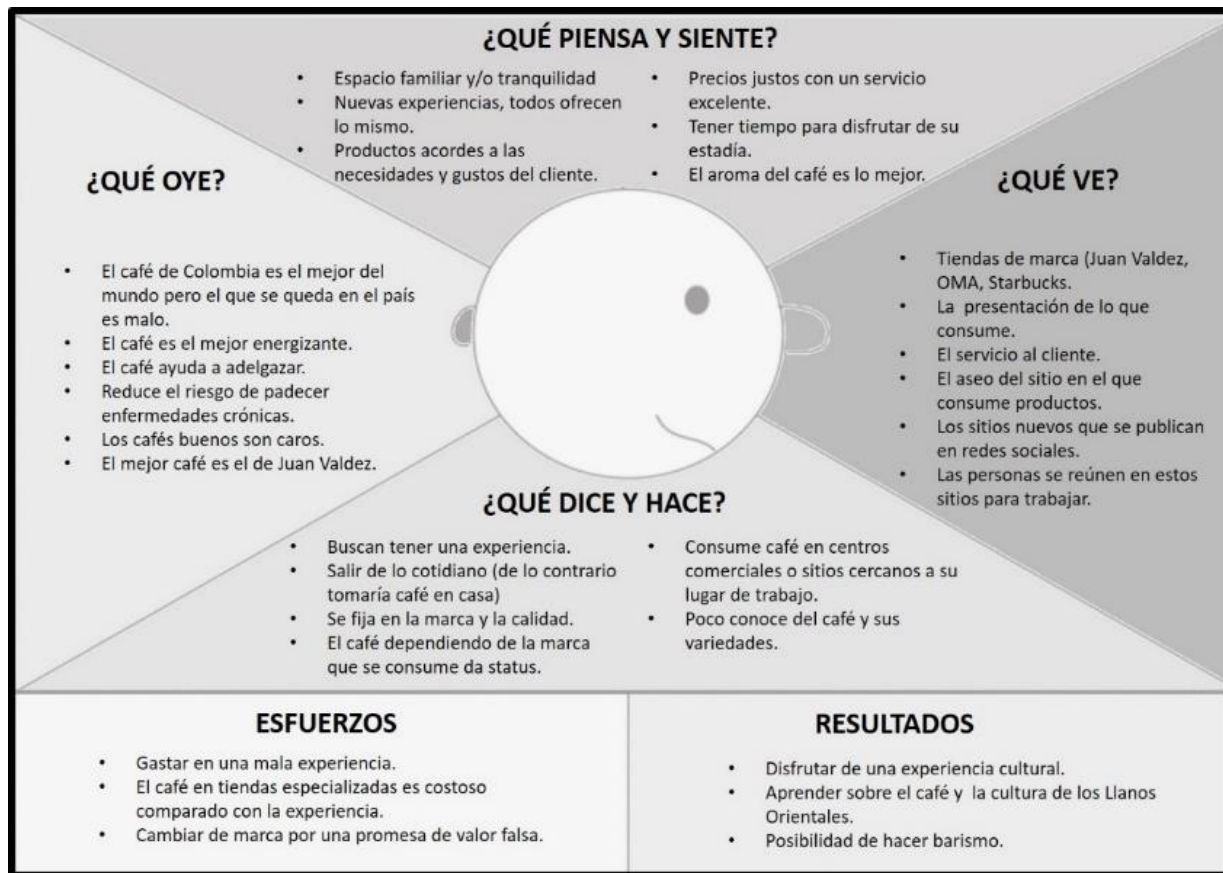 ¿QUÉ PIENSA Y SIENTE?
• Espacio familiar y/o tranquilidad
• Nuevas experiencias, todos ofrecen
lo mismo.
• Productos acordes a las
necesidades y gustos del cliente.
• Precios justos con un servicio
excelente.
• Tener tiempo para disfrutar de su
estadía.
• El aroma del café es lo mejor.
¿QUÉ OYE?
• El café de Colombia es el mejor del
mundo pero el que se queda en el país
es malo.
• El café es el mejor energizante.
• El café ayuda a adelgazar.
• Reduce el riesgo de padecer
enfermedades crónicas.
• Los cafés buenos son caros.
• El mejor café es el de Juan Valdez.
¿QUÉ VE?
• Tiendas de marca (Juan Valdez,
OMA, Starbucks.
• La presentación de lo que
consume.
• El servicio al cliente.
• El aseo del sitio en el que
consume productos.
• Los sitios nuevos que se publican
en redes sociales.
• Las personas se reúnen en estos
sitios para trabajar.
¿QUÉ DICE Y HACE?
• Buscan tener una experiencia.
• Salir de lo cotidiano (de lo contrario
tomaría café en casa)
• Se fija en la marca y la calidad.
• El café dependiendo de la marca
que se consume da status.
• Consume café en centros
comerciales o sitios cercanos a su
lugar de trabajo.
• Poco conoce del café y sus
variedades.
ESFUERZOS
• Gastar en una mala experiencia.
• El café en tiendas especializadas es costoso
comparado con la experiencia.
• Cambiar de marca por una promesa de valor falsa.
RESULTADOS
• Disfrutar de una experiencia cultural.
• Aprender sobre el café y la cultura de los Llanos
Orientales.
• Posibilidad de hacer barismo.